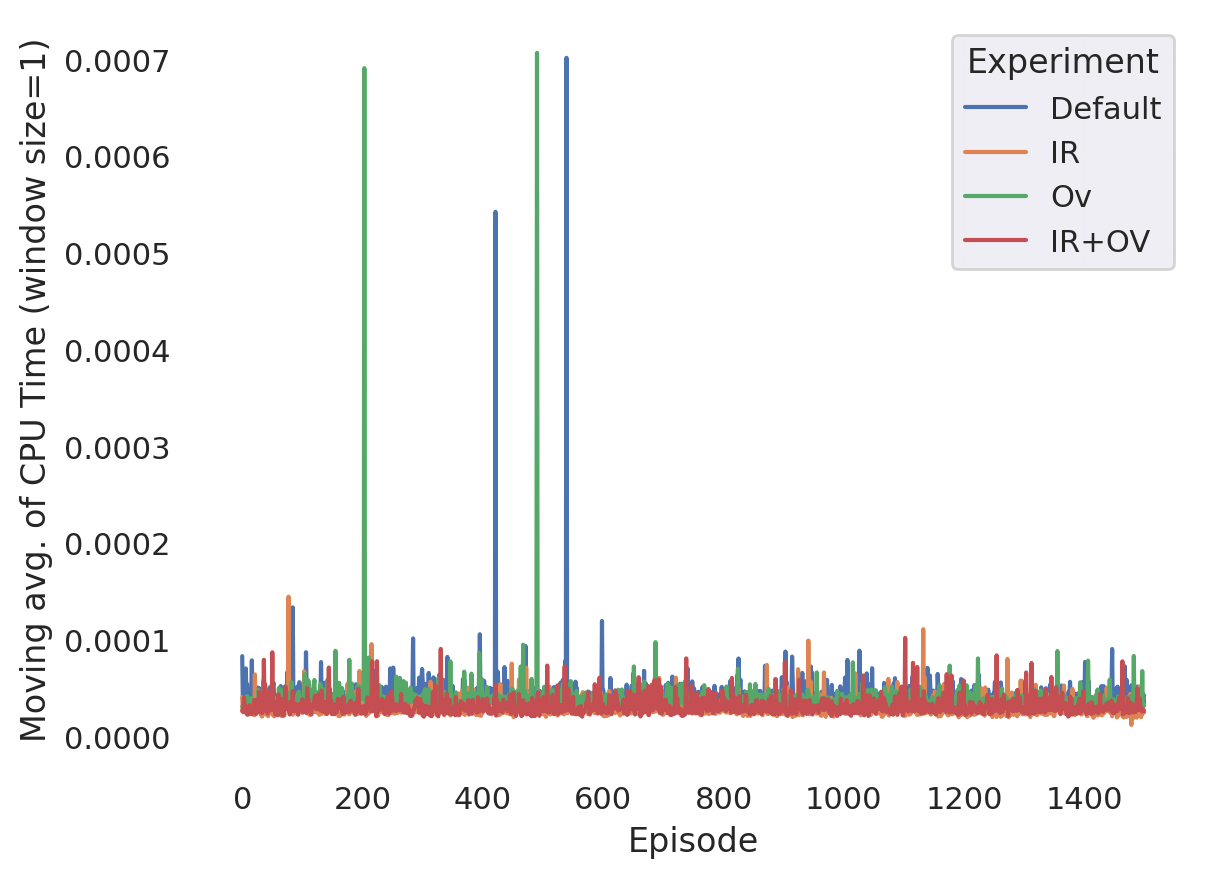 Moving avg. of CPU Time (window size=1)
0.0007
0.0006
0.0005
0.0004
0.0003
0.0002
0.0001
0.0000
Experiment
Default
IR
Ov
IR+OV
0 200 400 600 800 1000 1200 1400
Episode